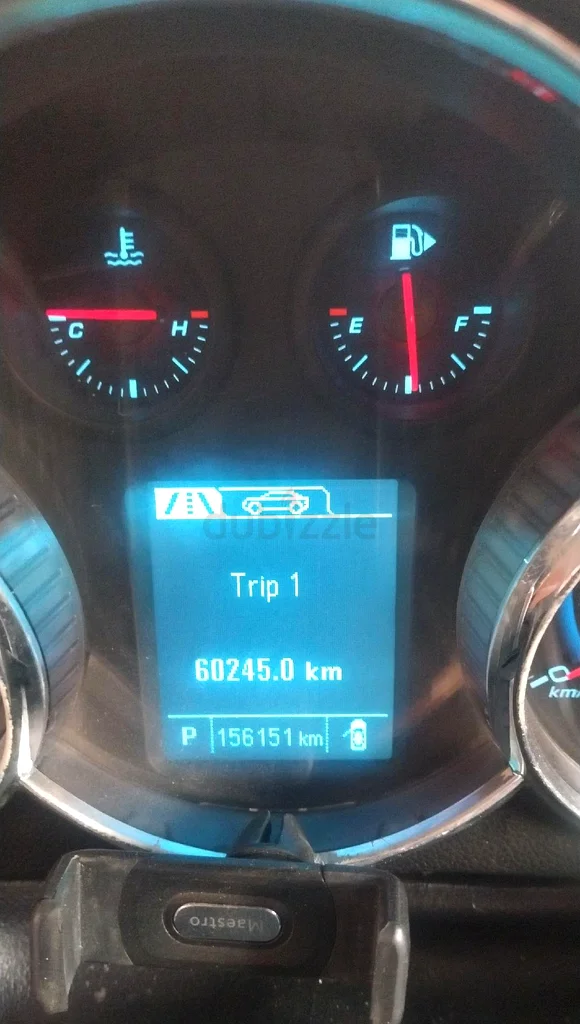 C H
E F
dubizzle
Trip 1
60245.0 km
P 156151 km
km/
Maestro